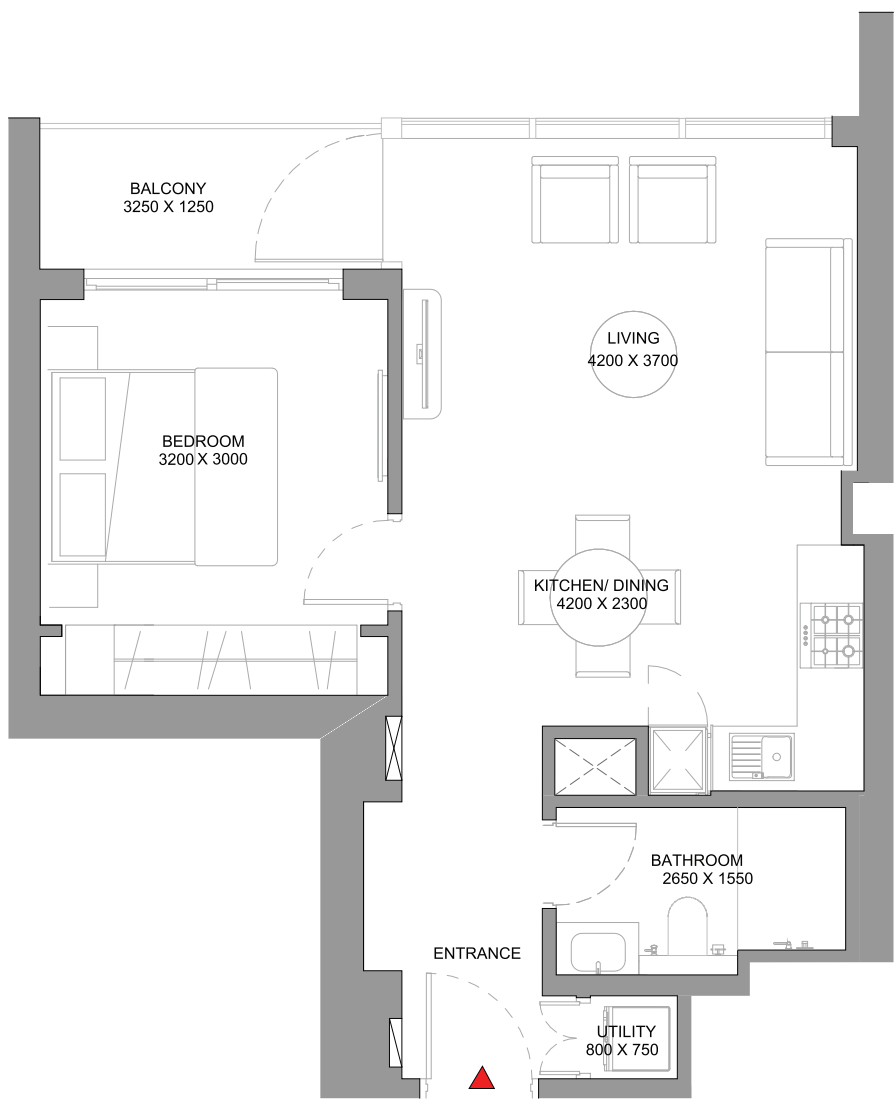 BALCONY
3250 X 1250
LIVING
4200 X 3700
BEDROOM
3200 X 3000
KITCHEN/ DINING
4200 X 2300
BATHROOM
2650 X 1550
ENTRANCE
UTILITY
800 X 750